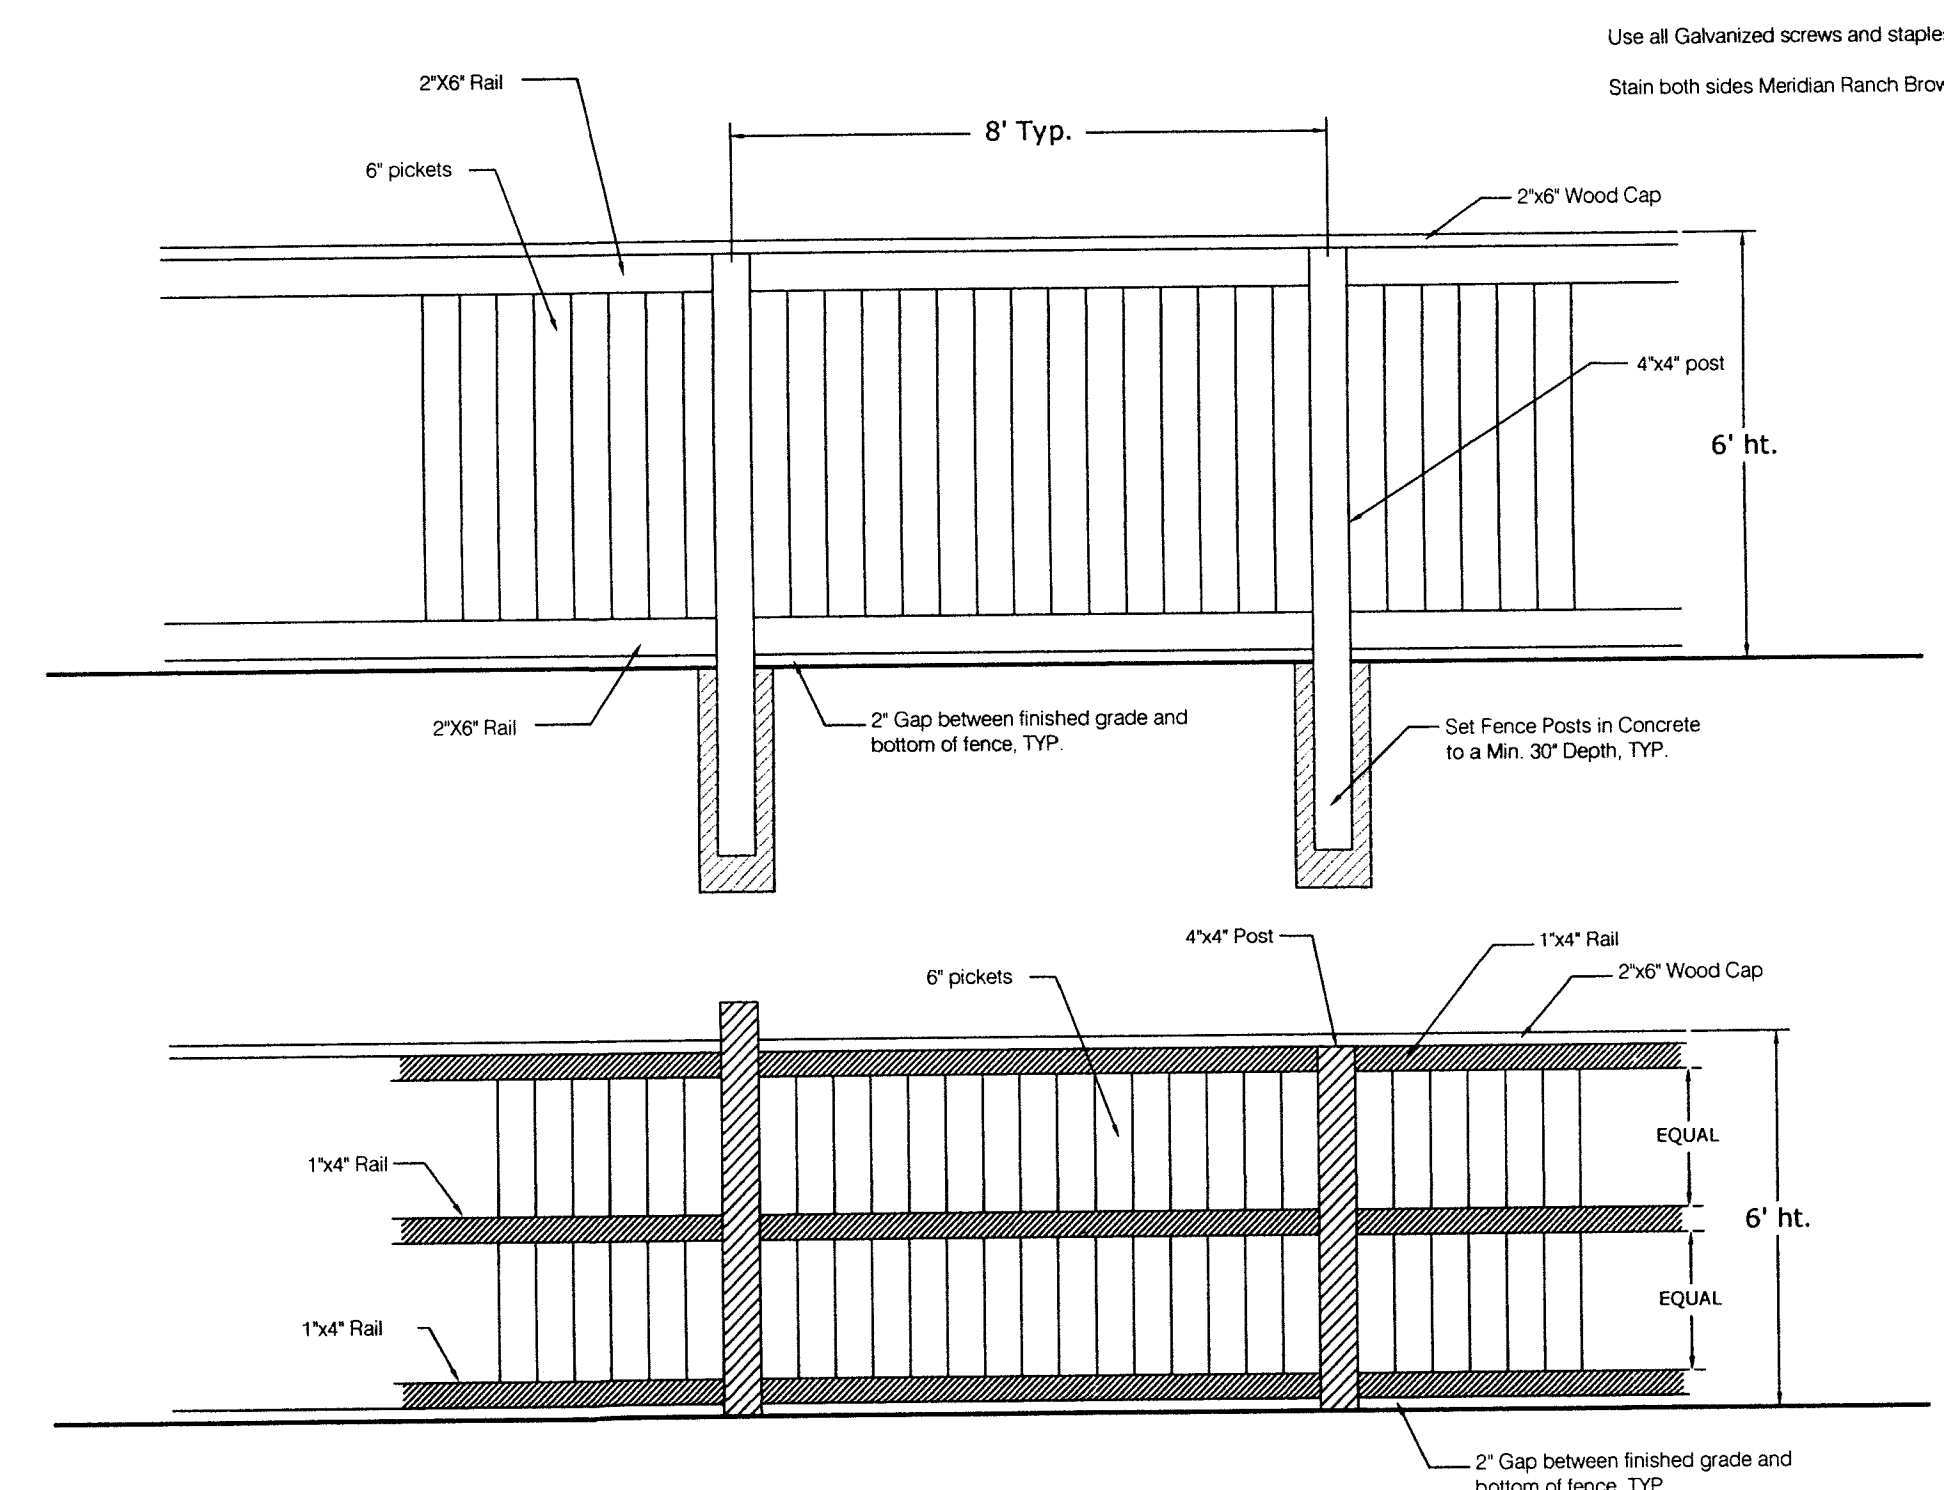 Use all Galvanized screws and staple
Stain both sides Meridian Ranch
2"X6" Rail
8' Typ.
6" pickets
2"x6" Wood Cap
4"x4" post
6' ht.
2"X6" Rail
2" Gap between finished grade and
bottom of fence, TYP.
Set Fence Posts in Concrete
to a Min. 30" Depth, TYP.
4"x4" Post
1"x4" Rail
6" pickets
2"x6" Wood Cap
EQUAL
1"x4" Rail
6' ht.
EQUAL
1"x4" Rail
2" Gap between finished grade and
bottom of fence, TYP